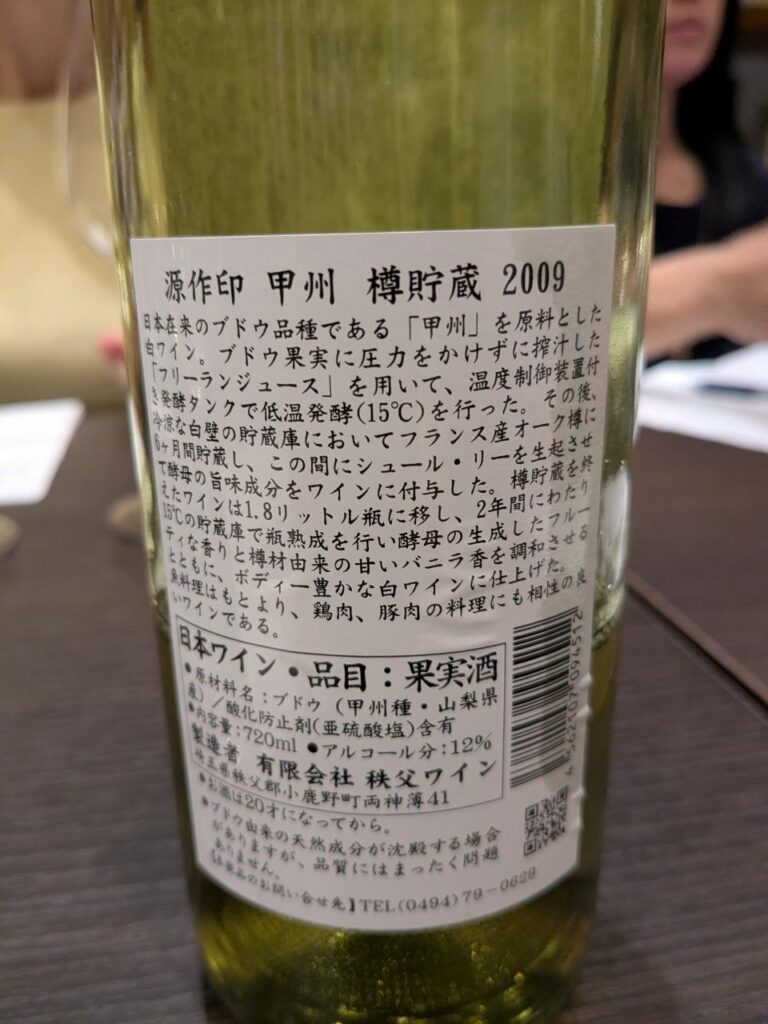 源作印 甲州 樽貯蔵 2009
日本在来のブドウ品種である「甲州」を原料とした
白ワイン。ブドウ果実に圧力をかけずに搾汁した
「フリーランジュース」を用いて、温度制御装置付
き発酵タンクで低温発酵(15℃)を行った。その後、
冷涼な白壁の貯蔵庫においてフランス産オーク樽に
6ヶ月間貯蔵し、この間にシュール・リーを生起させ
て酵母の旨味成分をワインに付与した。樽貯蔵を終
えたワインは1.8リットル瓶に移し、2年間にわたり
15℃の貯蔵庫で瓶熟成を行い酵母の生成したフルー
ティな香りと樽材由来の甘いバニラ香を調和させる
とともに、ボディー豊かな白ワインに仕上げた。
魚料理はもとより、鶏肉、豚肉の料理にも相性の良
いワインである。
日本ワイン・品目：果実酒
●原材料名：ブドウ（甲州種・山梨県
産）／酸化防止剤(亜硫酸塩)含有
●内容量：720ml ●アルコール分：12%
製造者 有限会社 秩父ワイン
埼玉県秩父郡小鹿野町両神薄41
●お酒は20才になってから。
●ブドウ由来の天然成分が沈殿する場合
がありますが、品質にはまったく問題
ありません。
【本商品のお問い合せ先】TEL(0494)79-0629
4 562107 094512